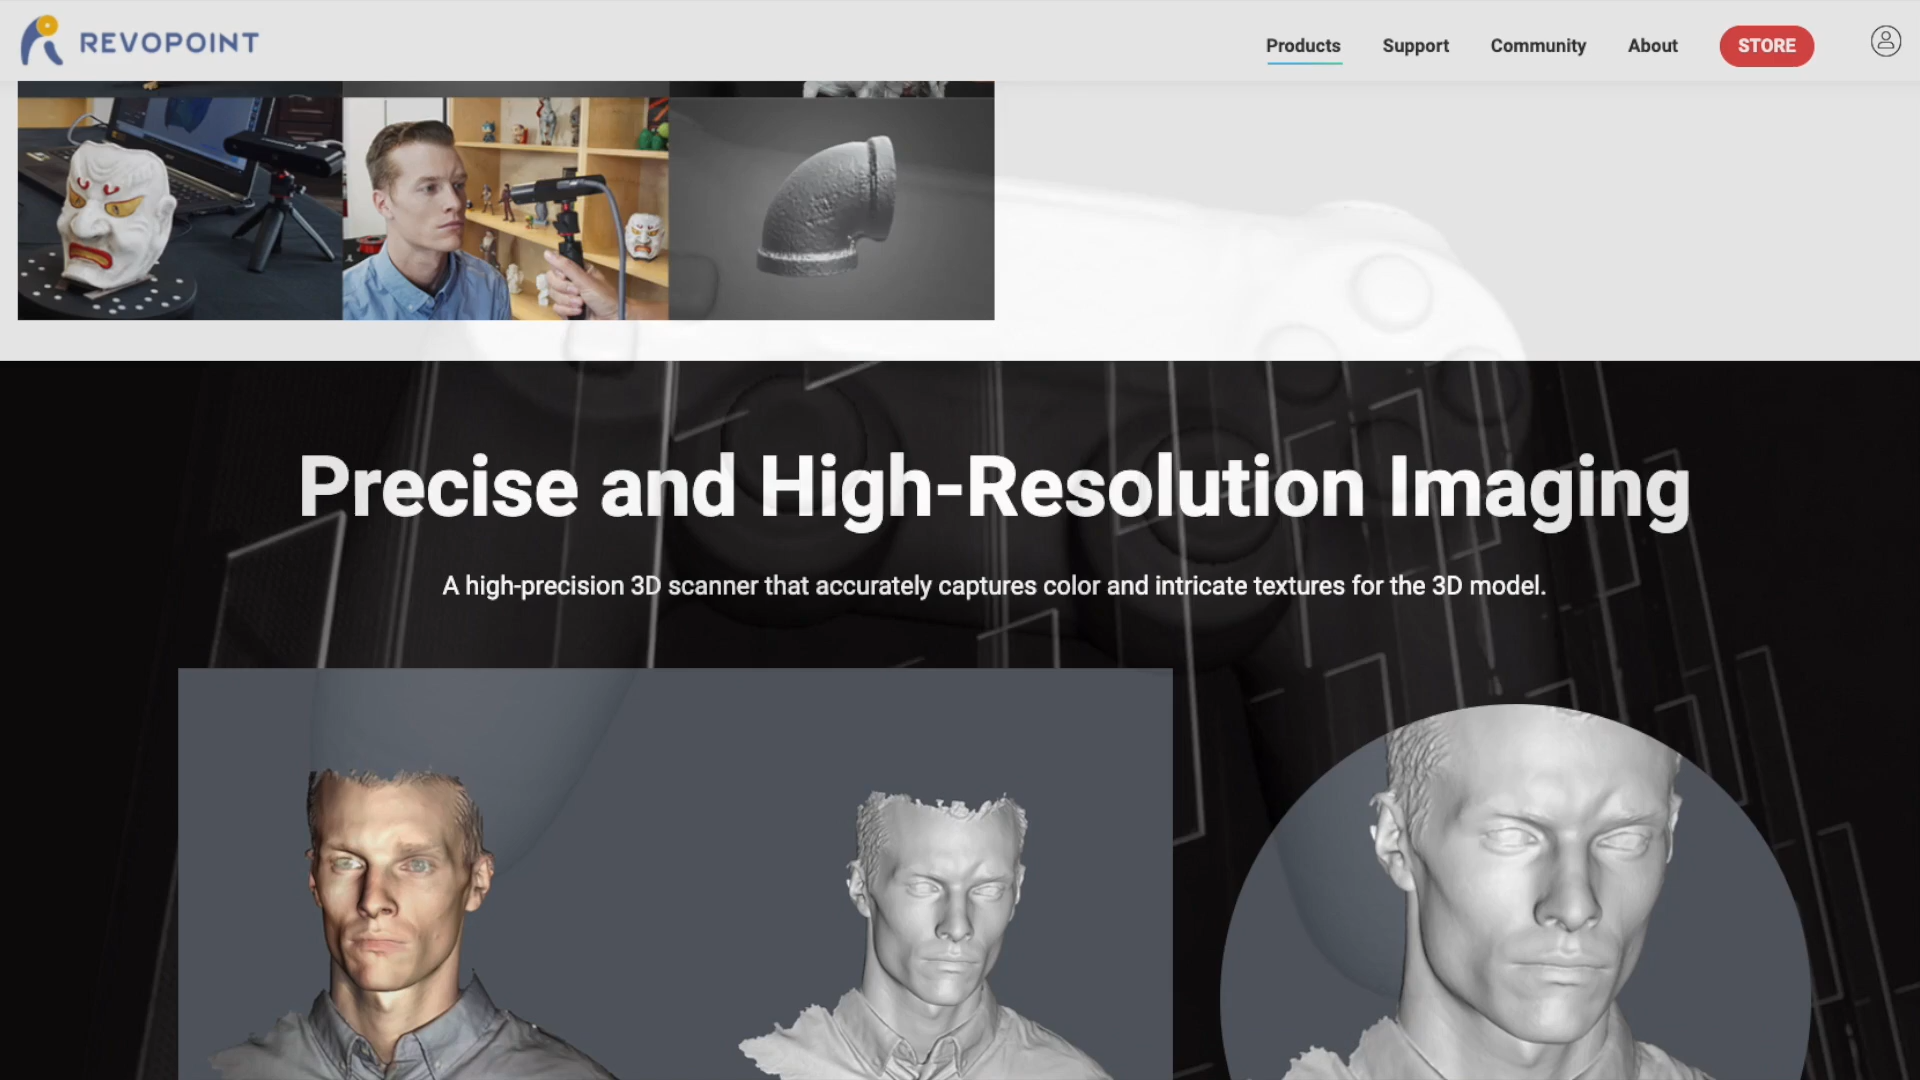 REVOPOINT
Products
Support
Community
About
STORE
Precise and High-Resolution Imaging
A high-precision 3D scanner that accurately captures color and intricate textures for the 3D model.